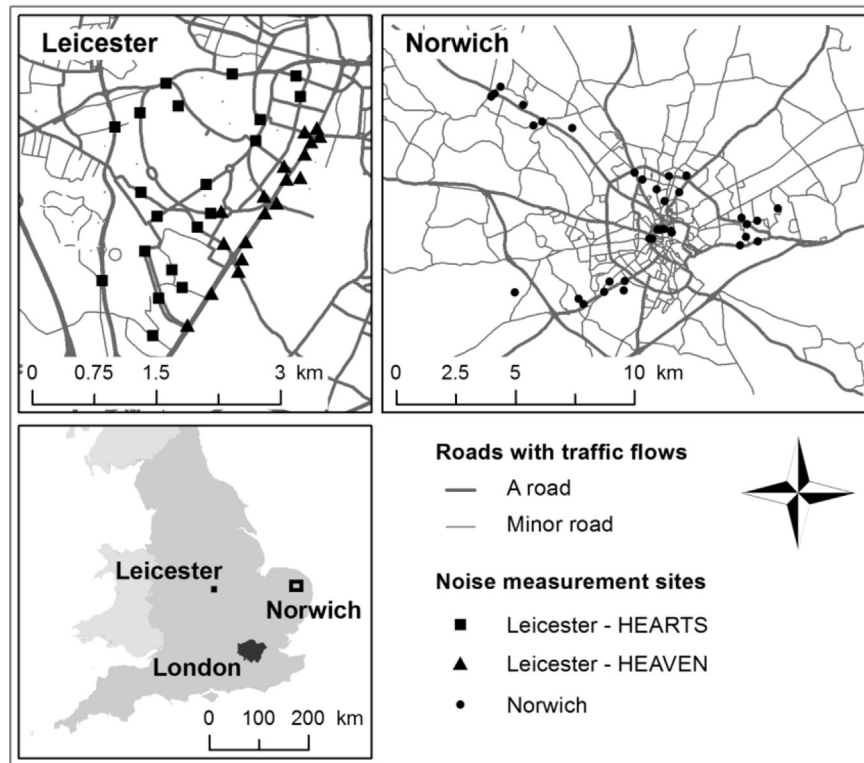 Leicester
0 0.75 1.5 3 km
Norwich
0 2.5 5 10 km
Leicester
Norwich
London
0 100 200 km
Roads with traffic flows
A road
Minor road
Noise measurement sites
Leicester - HEARTS
Leicester - HEAVEN
Norwich